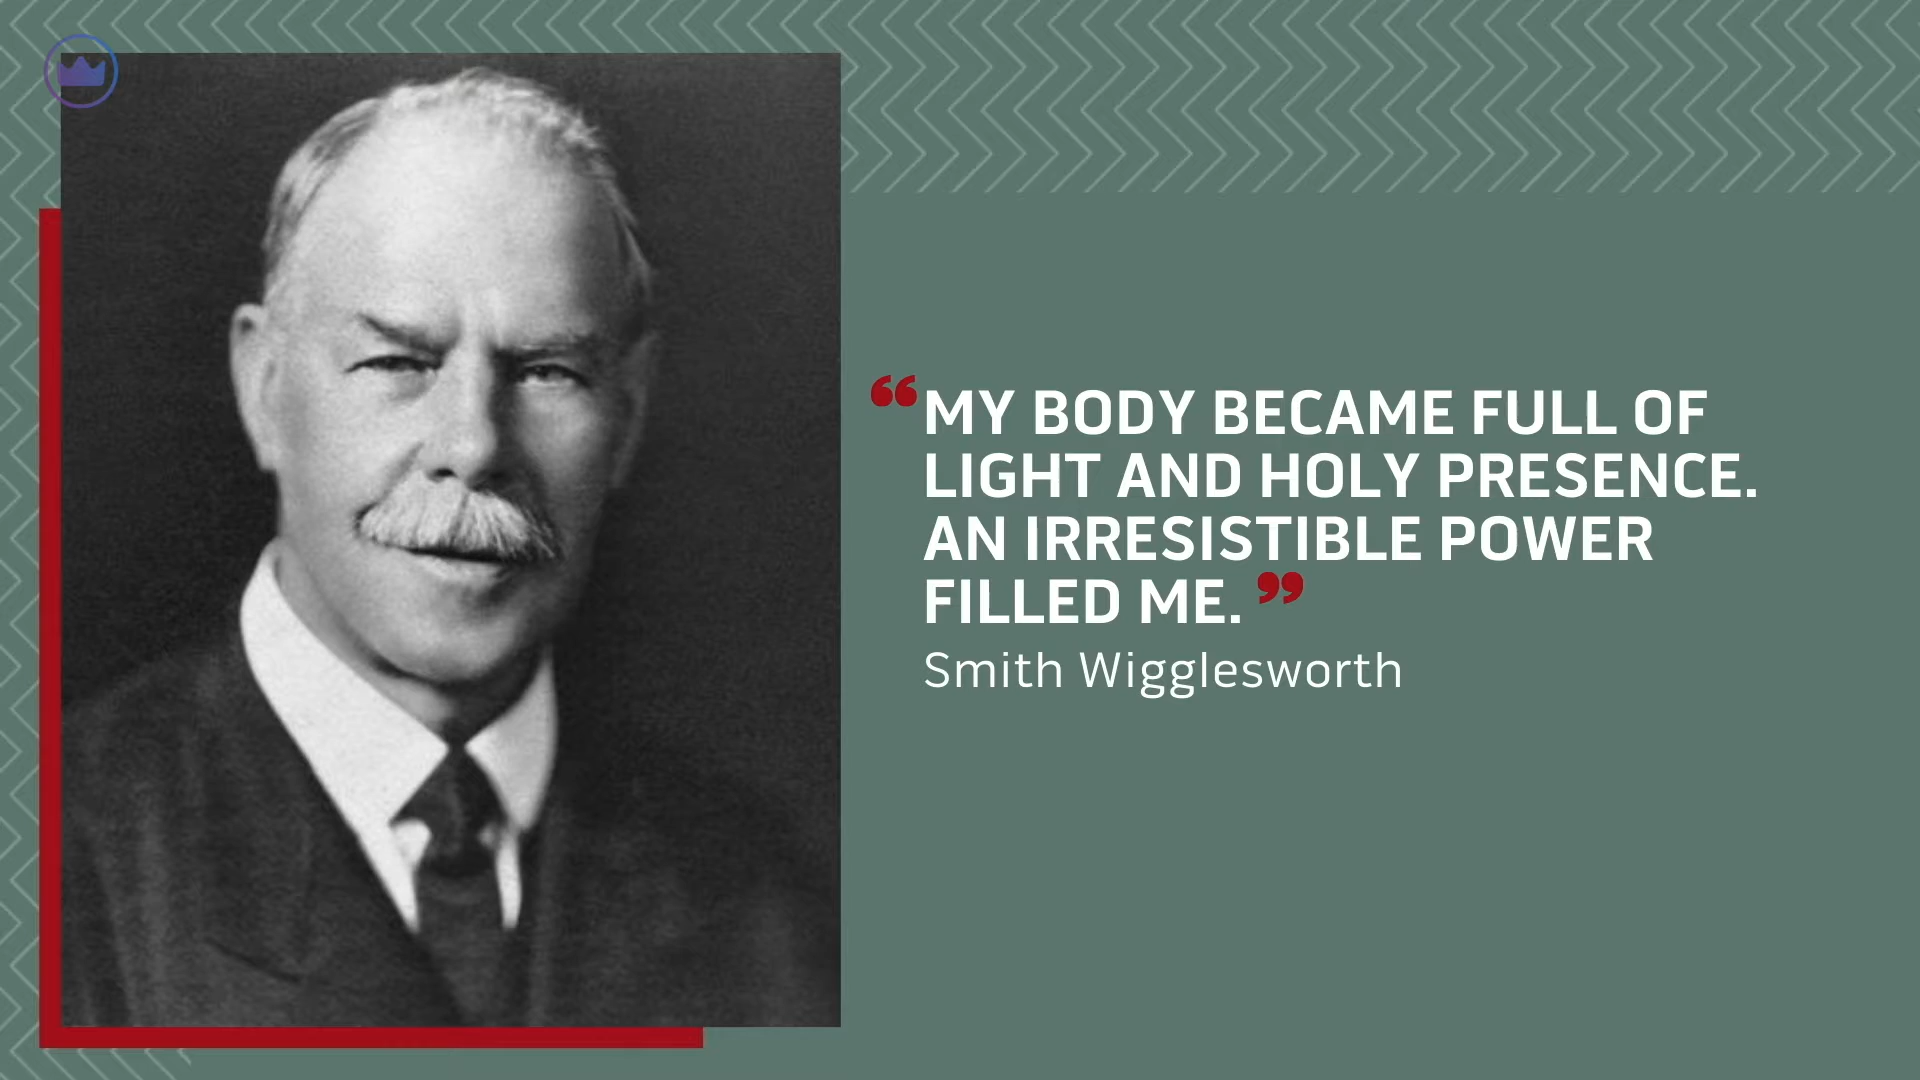 “MY BODY BECAME FULL OF
LIGHT AND HOLY PRESENCE.
AN IRRESISTIBLE POWER
FILLED ME.”
Smith Wigglesworth